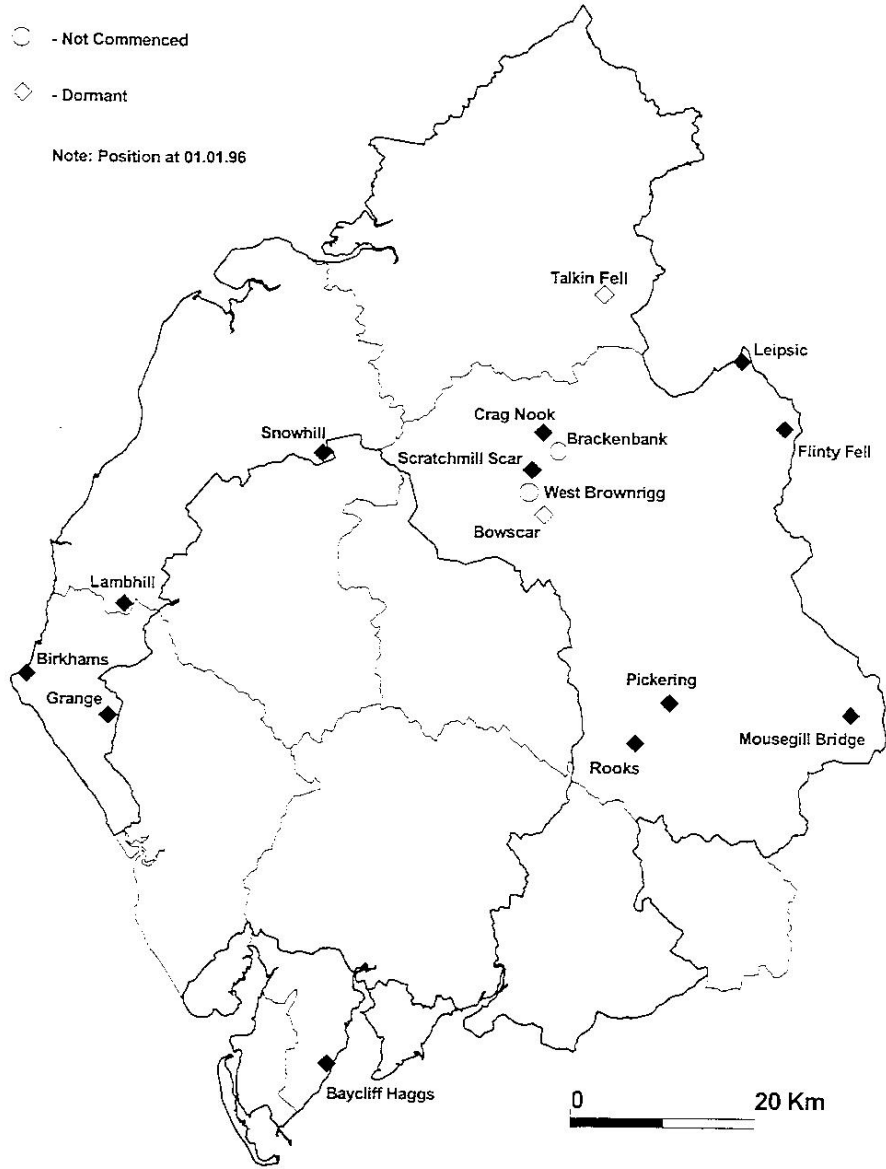 - Not Commenced
- Dormant
Note: Position at 01.01.96
Talkin Fell
Leipsic
Crag Nook
Brackenbank
Flinty Fell
Snowhill
Scratchmill Scar
West Brownrigg
Bowscar
Lambhill
Birkhams
Pickering
Grange
Mousegill Bridge
Rooks
Baycliff Haggs
0 20 Km